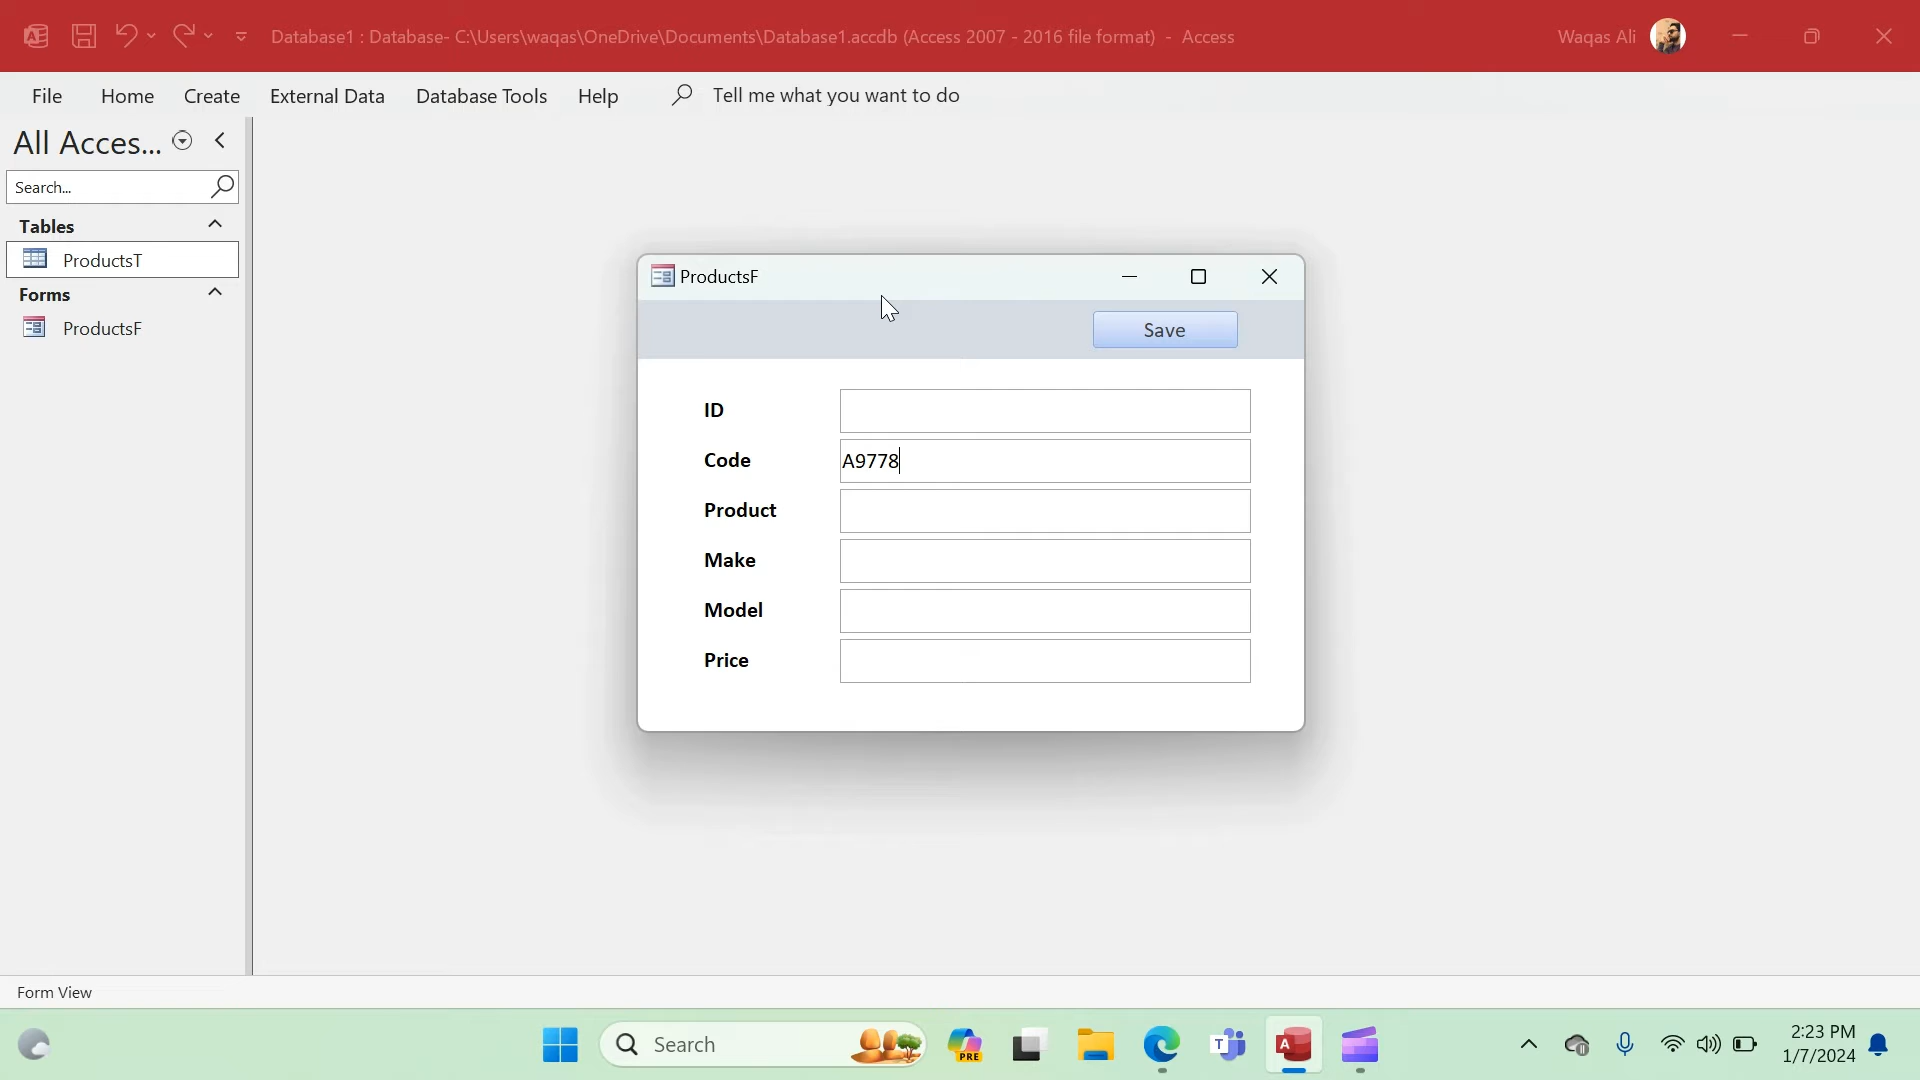 Database1 : Database- C:\Users\waqas\OneDrive\Documents\Database1.accdb (Access 2007 - 2016 file format) - Access
Waqas Ali
File Home Create External Data Database Tools Help Tell me what you want to do
All Acces...
Search...
Tables
ProductsT
Forms
ProductsF
ProductsF
Save
ID
Code A9778
Product
Make
Model
Price
Form View
Search
PRE
T
A
2:23 PM
1/7/2024